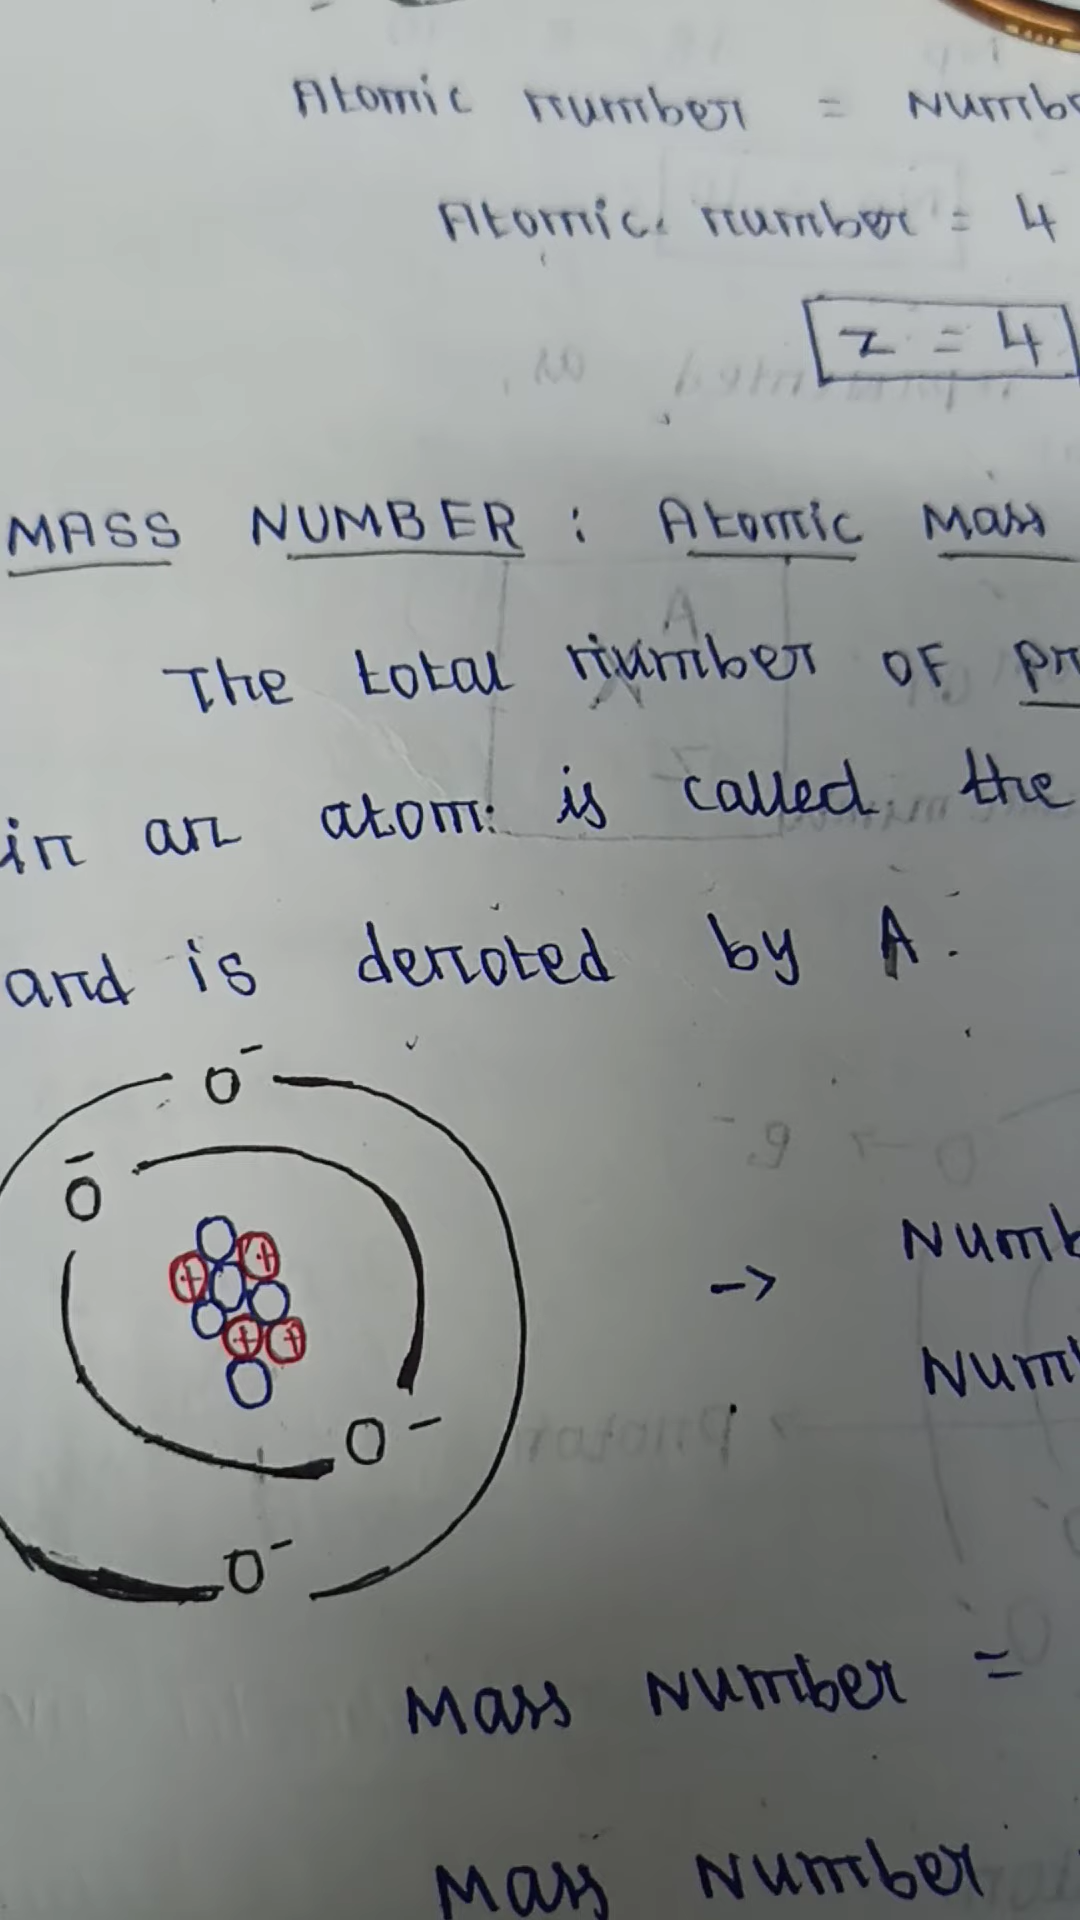 Atomic number = Numb
Atomic number = 4
z = 4
MASS NUMBER : Atomic Mass
The total number OF
in an atom is called the
and is denoted by A.
O⁻
O⁻
+ +
+ +
O⁻
O⁻
→ Numb
Num
Mass Number =
Mass Number